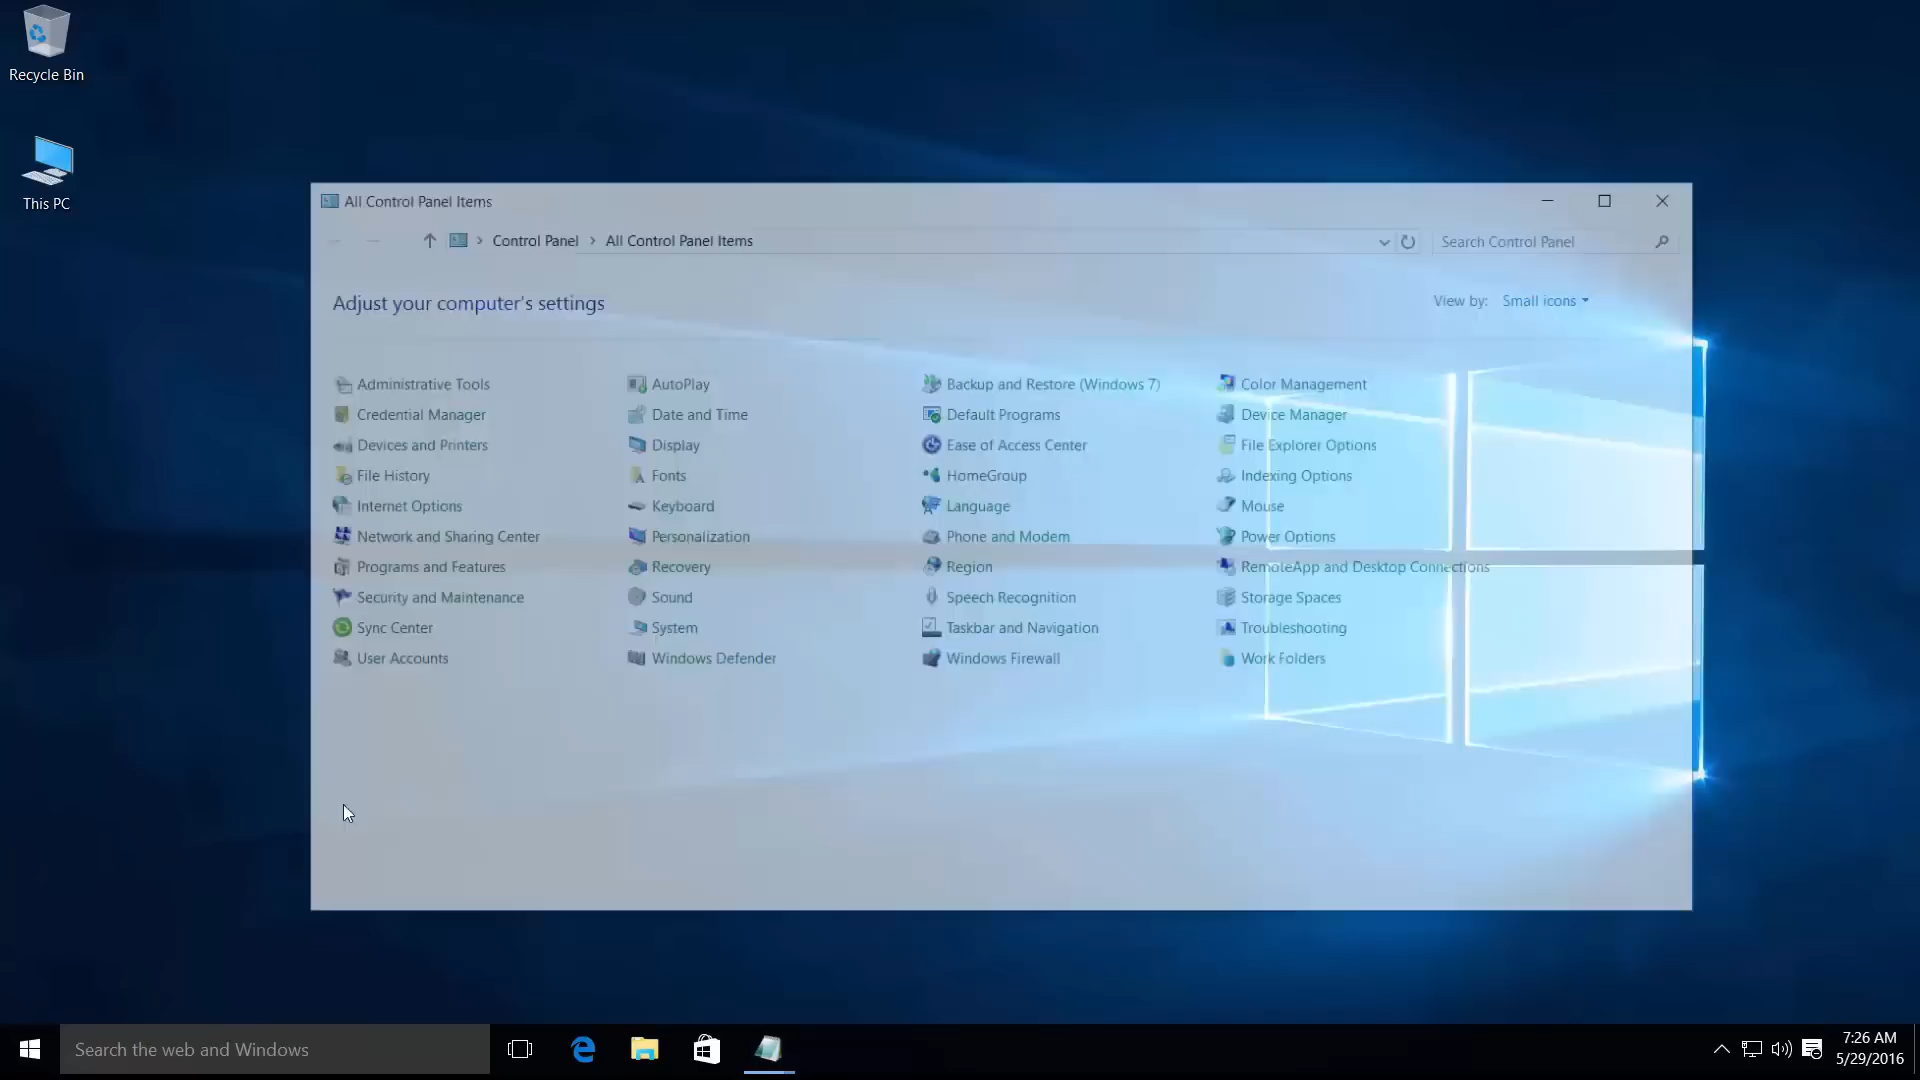 Recycle Bin
This PC
All Control Panel Items
Control Panel > All Control Panel Items
Search Control Panel
Adjust your computer's settings
View by: Small icons
Administrative Tools
AutoPlay
Backup and Restore (Windows 7)
Color Management
Credential Manager
Date and Time
Default Programs
Device Manager
Devices and Printers
Display
Ease of Access Center
File Explorer Options
File History
Fonts
HomeGroup
Indexing Options
Internet Options
Keyboard
Language
Mouse
Network and Sharing Center
Personalization
Phone and Modem
Power Options
Programs and Features
Recovery
Region
RemoteApp and Desktop Connections
Security and Maintenance
Sound
Speech Recognition
Storage Spaces
Sync Center
System
Taskbar and Navigation
Troubleshooting
User Accounts
Windows Defender
Windows Firewall
Work Folders
Search the web and Windows
7:26 AM
5/29/2016